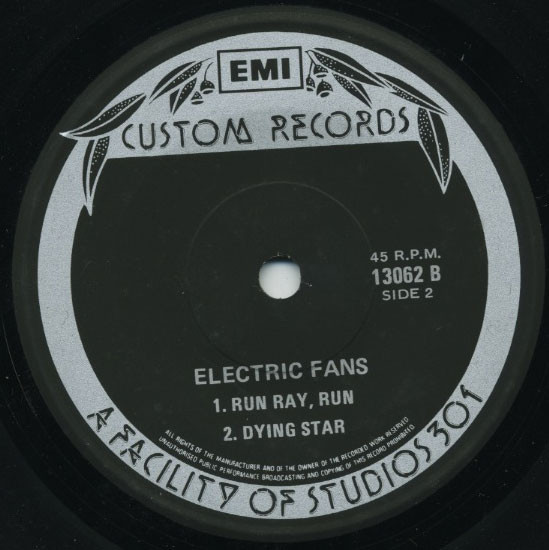 EMI
CUSTOM RECORDS
45 R.P.M.
13062 B
SIDE 2
ELECTRIC FANS
1. RUN RAY, RUN
2. DYING STAR
ALL RIGHTS OF THE MANUFACTURER AND OF THE OWNER OF THE RECORDED WORK RESERVED
UNAUTHORISED PUBLIC PERFORMANCE BROADCASTING AND COPYING OF THIS RECORD PROHIBITED
A FACILITY OF STUDIOS 301